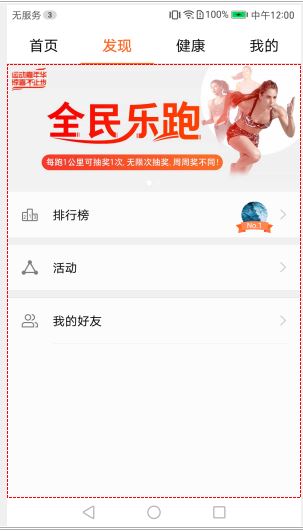 无服务 3 100% 中午12:00
首页 发现 健康 我的
运动嘉年华
惊喜不止步
全民乐跑
每跑1公里可抽奖1次, 无限次抽奖, 周周奖不同！
排行榜
No.1
活动
我的好友